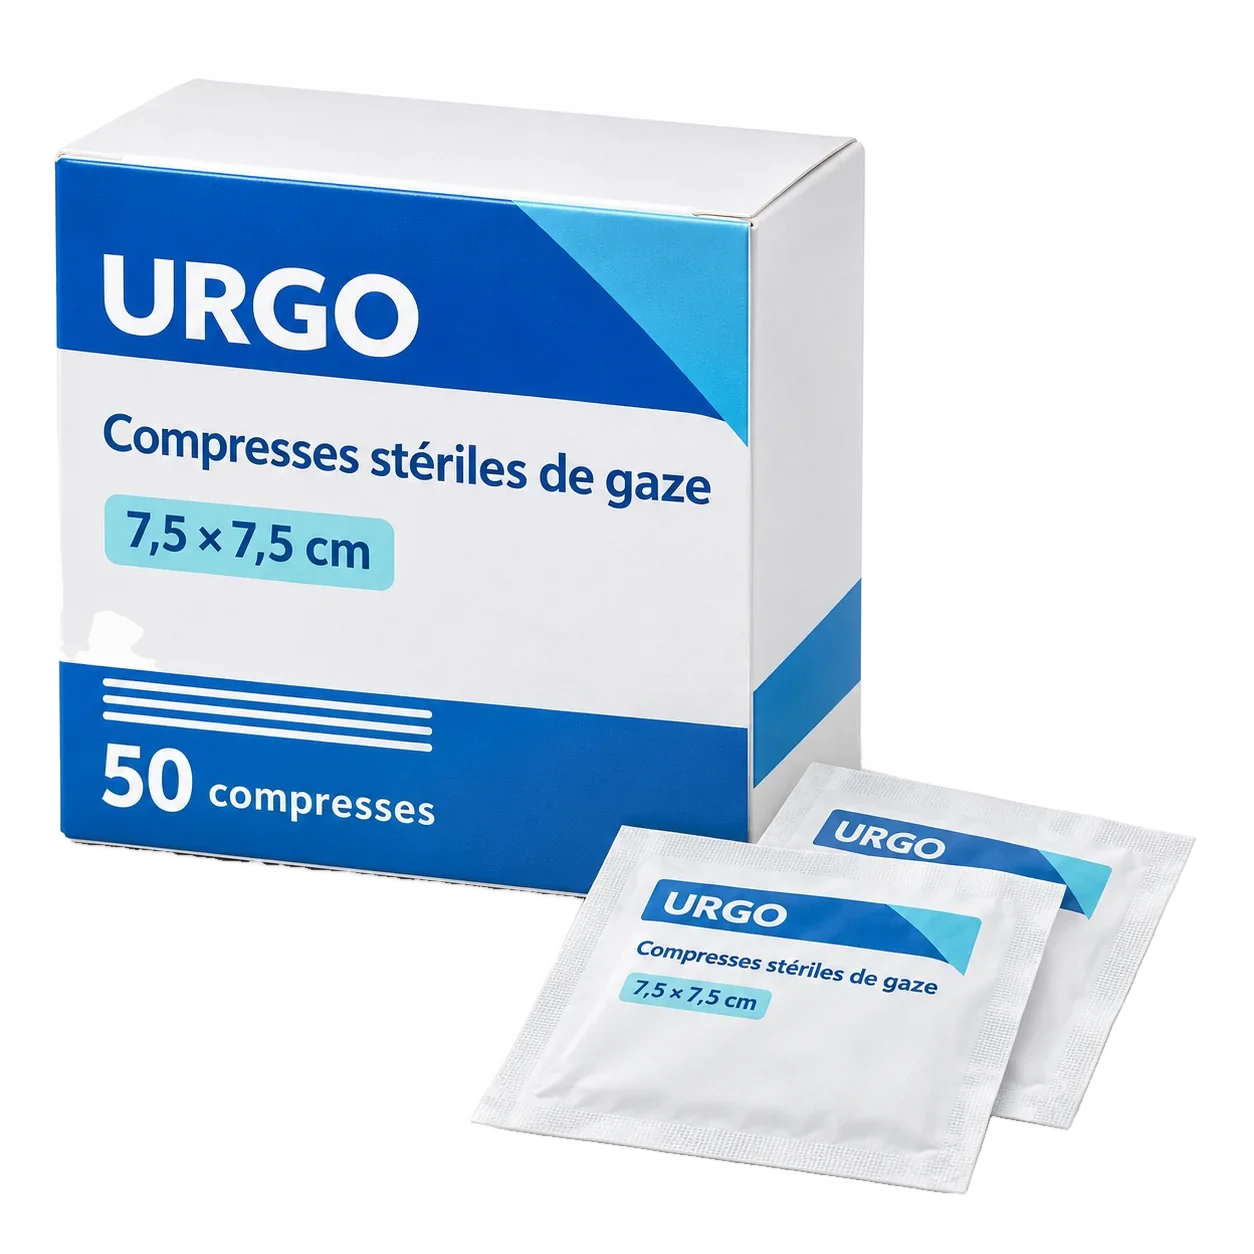 URGO
Compresses stériles de gaze
7,5 × 7,5 cm
50 compresses
URGO
URGO
Compresses stériles de gaze
7,5 × 7,5 cm